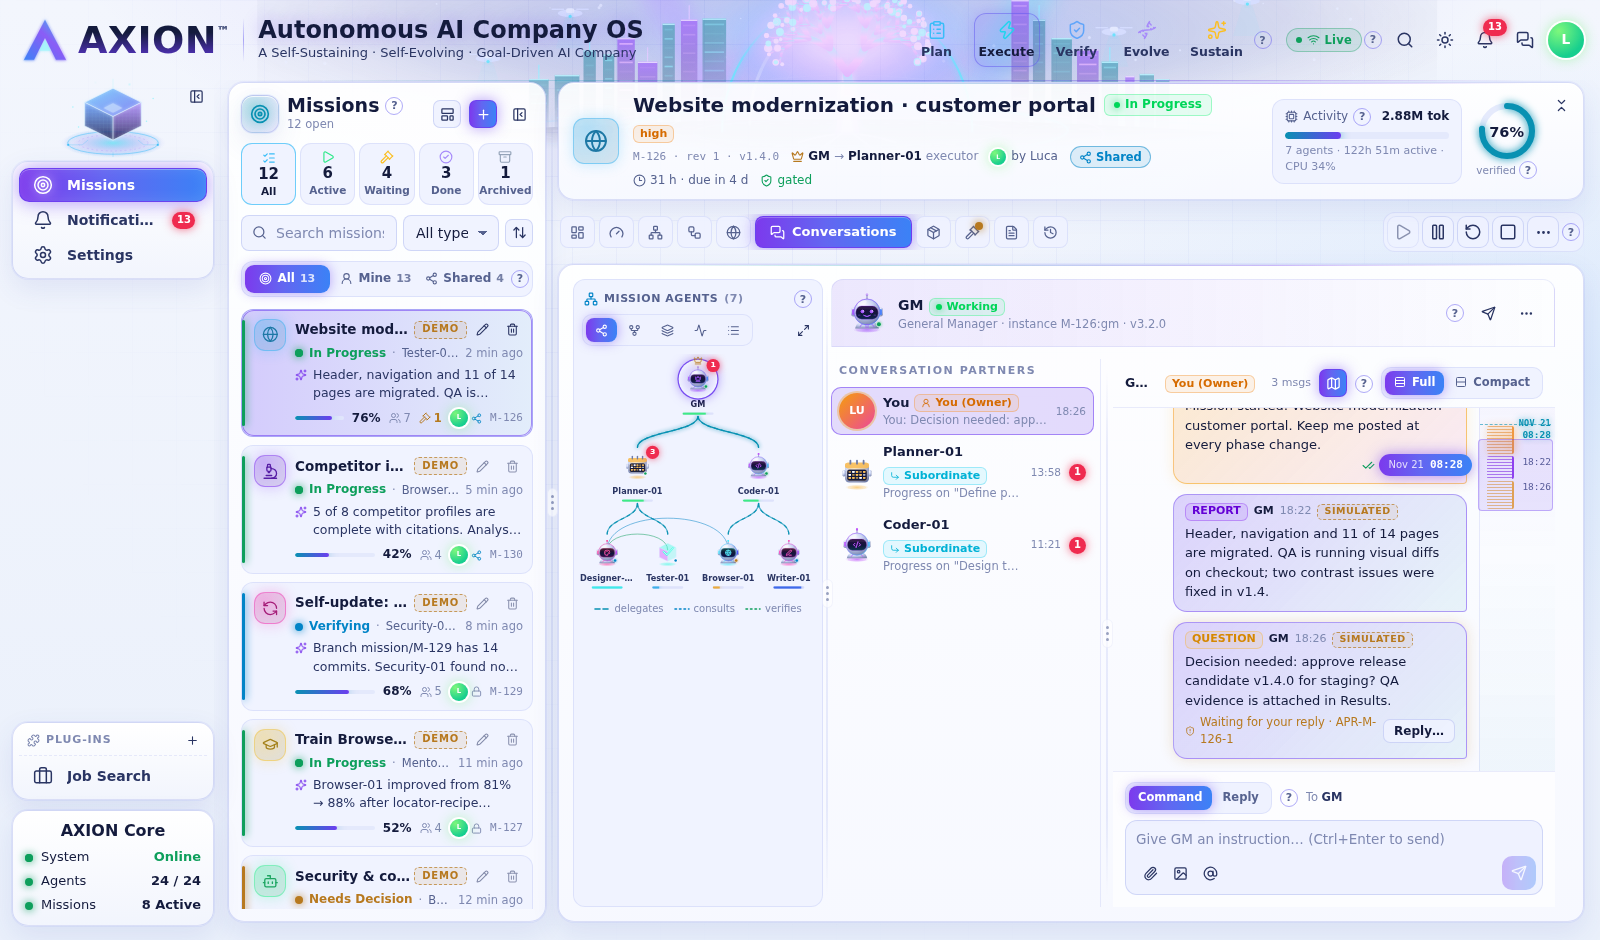 AXION™
Autonomous AI Company OS
A Self-Sustaining · Self-Evolving · Goal-Driven AI Company
Plan
Execute
Verify
Evolve
Sustain
?
Live
?
13
L
Missions
Notificati...
13
Settings
PLUG-INS
+
Job Search
AXION Core
System Online
Agents 24 / 24
Missions 8 Active
Missions ?
12 open
12 All
6 Active
4 Waiting
3 Done
1 Archived
Search missions
All type
All 13
Mine 13
Shared 4
?
Website mod... DEMO
In Progress · Tester-0... 2 min ago
Header, navigation and 11 of 14
pages are migrated. QA is...
76% 7 1 L M-126
Competitor i... DEMO
In Progress · Browser... 5 min ago
5 of 8 competitor profiles are
complete with citations. Analys...
42% 4 L M-130
Self-update: ... DEMO
Verifying · Security-0... 8 min ago
Branch mission/M-129 has 14
commits. Security-01 found no...
68% 5 L M-129
Train Browse... DEMO
In Progress · Mento... 11 min ago
Browser-01 improved from 81%
→ 88% after locator-recipe...
52% 4 L M-127
Security & co... DEMO
Needs Decision · B... 12 min ago
Website modernization · customer portal In Progress
high
M-126 · rev 1 · v1.4.0 GM → Planner-01 executor L by Luca Shared
31 h · due in 4 d gated
Activity ? 2.88M tok
7 agents · 122h 51m active ·
CPU 34%
76%
verified ?
Conversations
?
MISSION AGENTS (7) ?
1
GM
3
Planner-01
Coder-01
Designer-...
Tester-01
Browser-01
Writer-01
delegates
consults
verifies
GM Working
General Manager · instance M-126:gm · v3.2.0
?
CONVERSATION PARTNERS
LU
You You (Owner)
You: Decision needed: app... 18:26
Planner-01
Subordinate 13:58 1
Progress on "Define p...
Coder-01
Subordinate 11:21 1
Progress on "Design t...
G... You (Owner) 3 msgs ? Full Compact
Mission started: Website modernization
customer portal. Keep me posted at
every phase change.
Nov 21 08:28
REPORT GM 18:22 SIMULATED
Header, navigation and 11 of 14 pages
are migrated. QA is running visual diffs
on checkout; two contrast issues were
fixed in v1.4.
QUESTION GM 18:26 SIMULATED
Decision needed: approve release
candidate v1.4.0 for staging? QA
evidence is attached in Results.
Waiting for your reply · APR-M-
126-1
Reply...
NOV 21
08:28
18:22
18:26
Command Reply ? To GM
Give GM an instruction... (Ctrl+Enter to send)